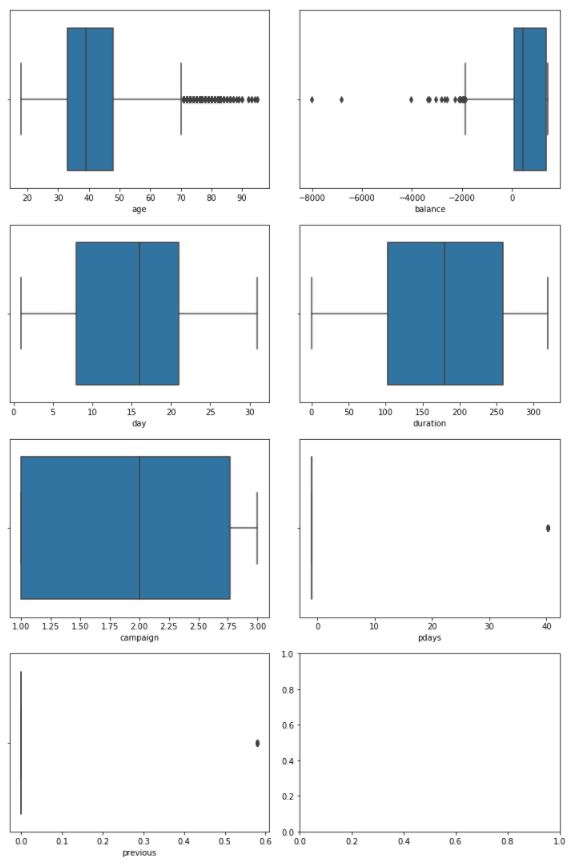 20 30 40 50 60 70 80 90
age
−8000 −6000 −4000 −2000 0
balance
0 5 10 15 20 25 30
day
0 50 100 150 200 250 300
duration
1.00 1.25 1.50 1.75 2.00 2.25 2.50 2.75 3.00
campaign
0 10 20 30 40
pdays
0.0 0.1 0.2 0.3 0.4 0.5 0.6
previous
1.0
0.8
0.6
0.4
0.2
0.0
0.0 0.2 0.4 0.6 0.8 1.0